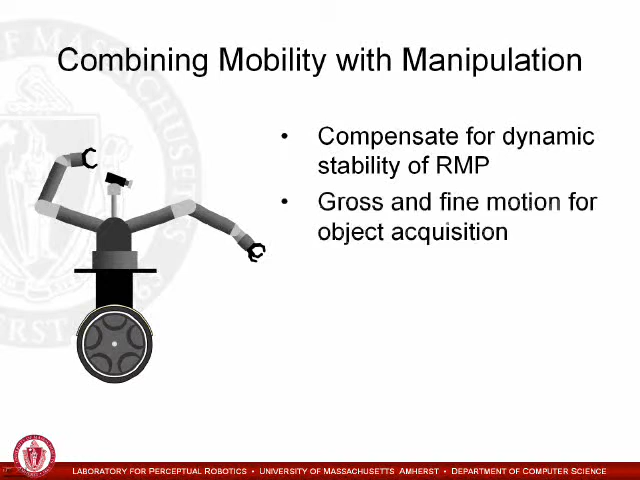 Combining Mobility with Manipulation
• Compensate for dynamic
stability of RMP
• Gross and fine motion for
object acquisition
LABORATORY FOR PERCEPTUAL ROBOTICS • UNIVERSITY OF MASSACHUSETTS AMHERST • DEPARTMENT OF COMPUTER SCIENCE